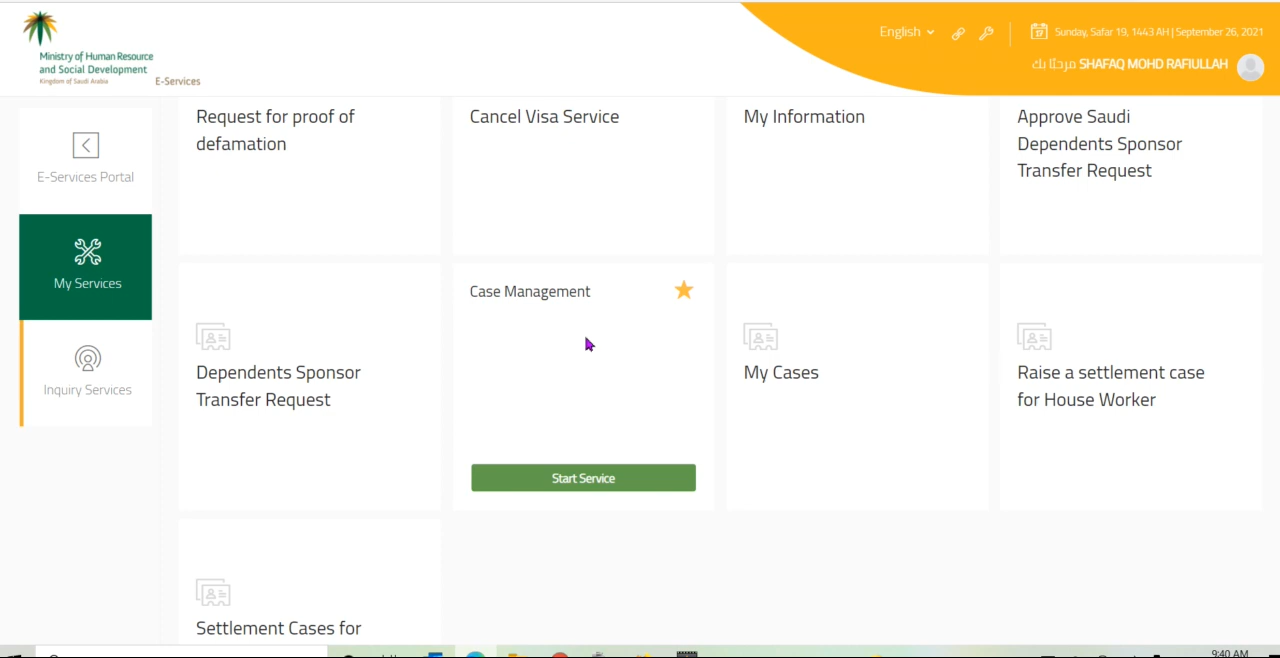 Ministry of Human Resource
and Social Development
Kingdom of Saudi Arabia
E-Services
English
Sunday, Safar 19, 1443 AH | September 26, 2021
مرحبًا بك SHAFAQ MOHD RAFIULLAH
E-Services Portal
My Services
Inquiry Services
Request for proof of
defamation
Cancel Visa Service
My Information
Approve Saudi
Dependents Sponsor
Transfer Request
Dependents Sponsor
Transfer Request
Case Management
Start Service
My Cases
Raise a settlement case
for House Worker
Settlement Cases for
9:40 AM